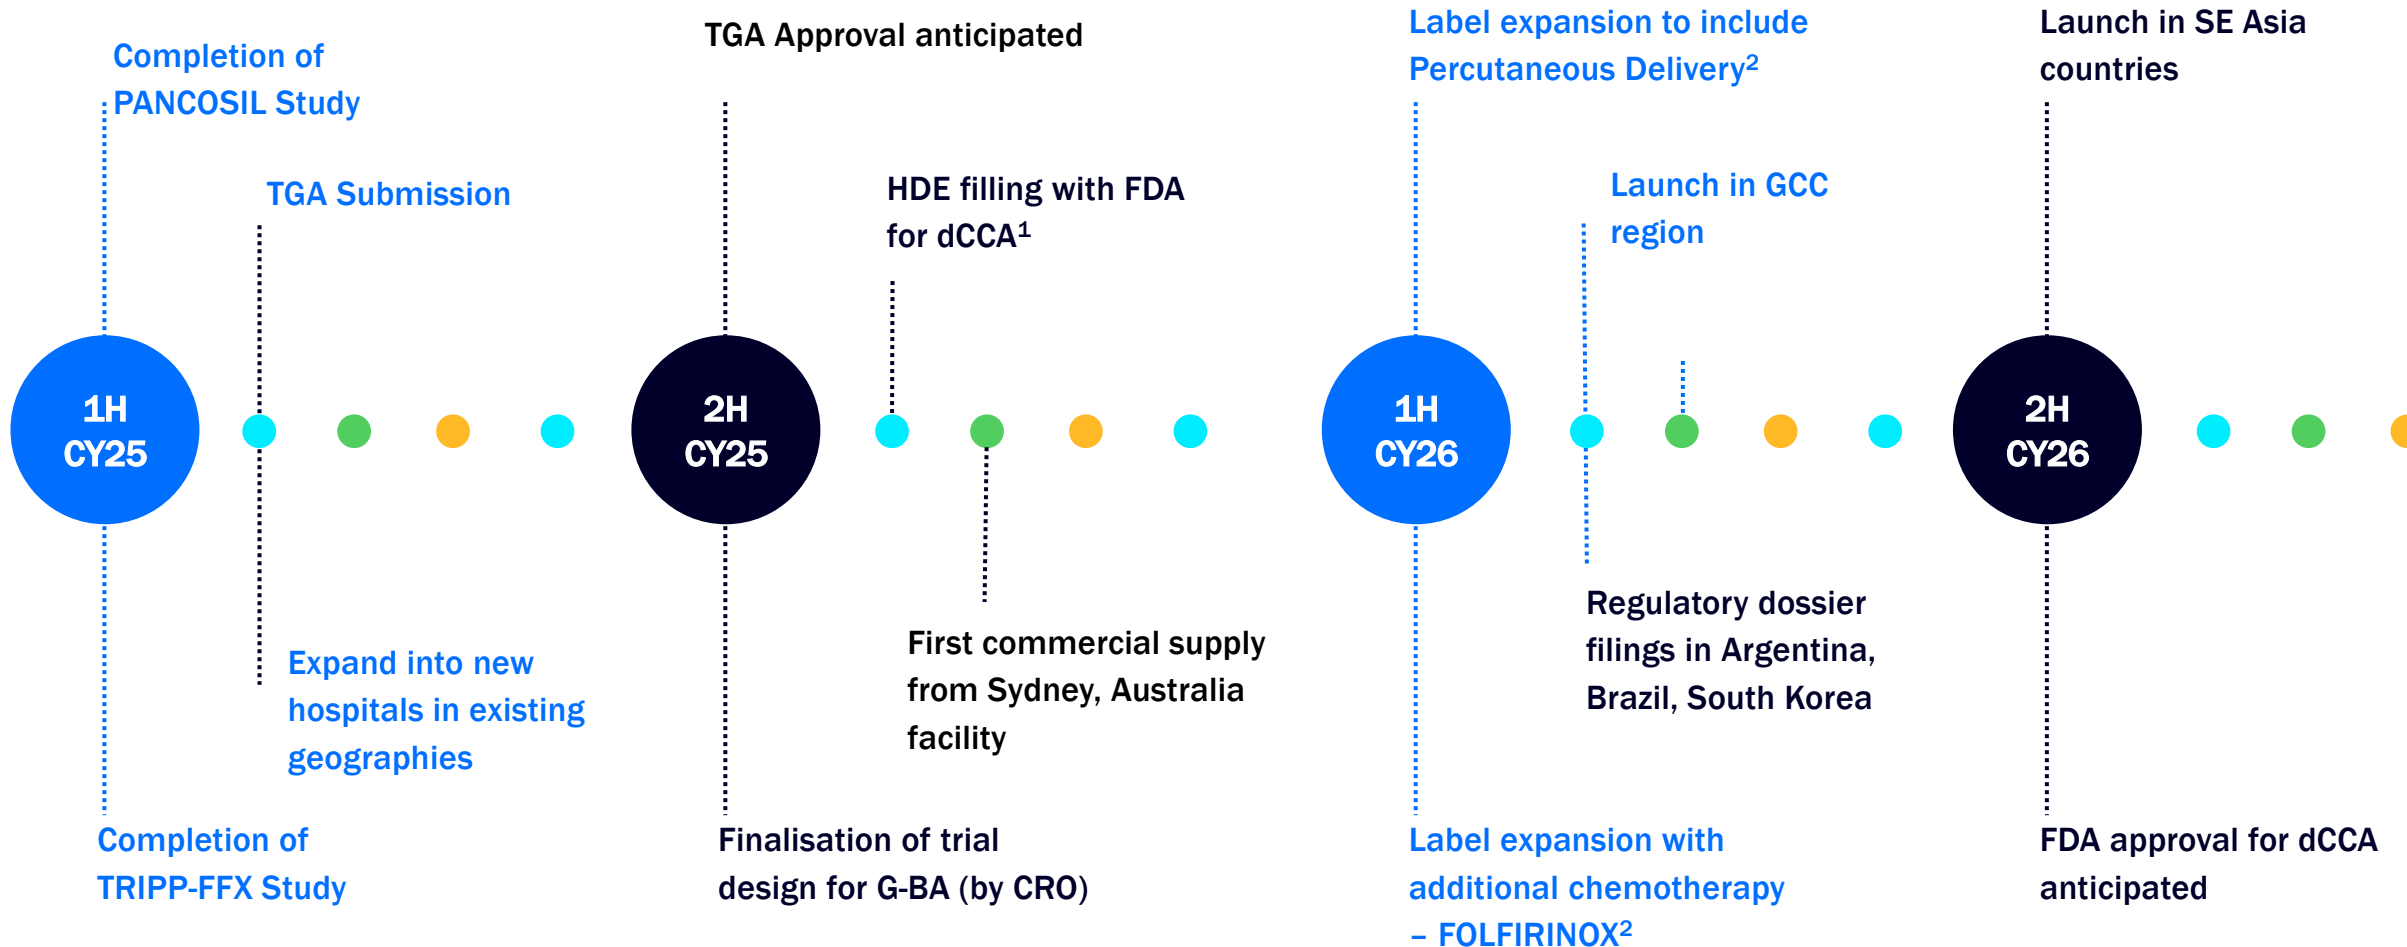 Completion of
PANCOSIL Study
TGA Submission
1H
CY25
Expand into new
hospitals in existing
geographies
Completion of
TRIPP-FFX Study
TGA Approval anticipated
HDE filling with FDA
for dCCA¹
2H
CY25
First commercial supply
from Sydney, Australia
facility
Finalisation of trial
design for G-BA (by CRO)
Label expansion to include
Percutaneous Delivery²
Launch in GCC
region
1H
CY26
Regulatory dossier
filings in Argentina,
Brazil, South Korea
Label expansion with
additional chemotherapy
– FOLFIRINOX²
Launch in SE Asia
countries
2H
CY26
FDA approval for dCCA
anticipated